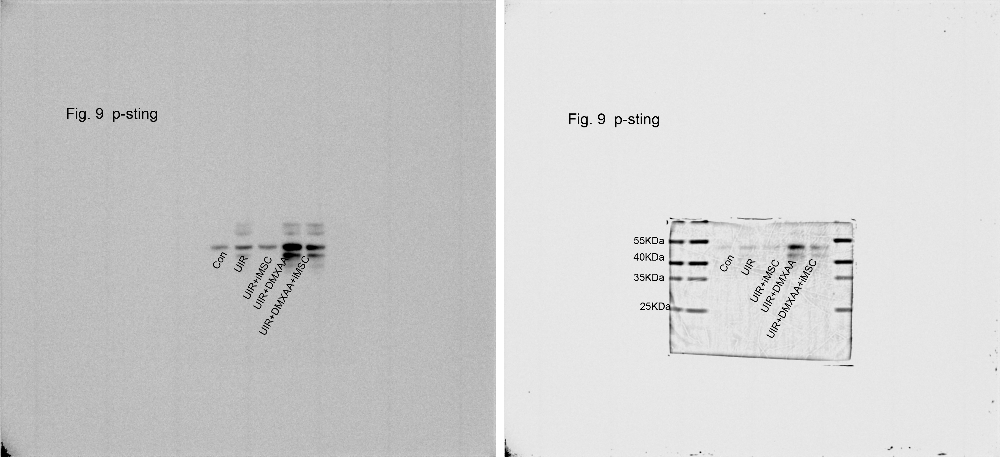 Fig. 9 p-sting
Con
UIR
UIR+iMSC
UIR+DMXAA
UIR+DMXAA+iMSC
Fig. 9 p-sting
55KDa
40KDa
35KDa
25KDa
Con
UIR
UIR+iMSC
UIR+DMXAA
UIR+DMXAA+iMSC